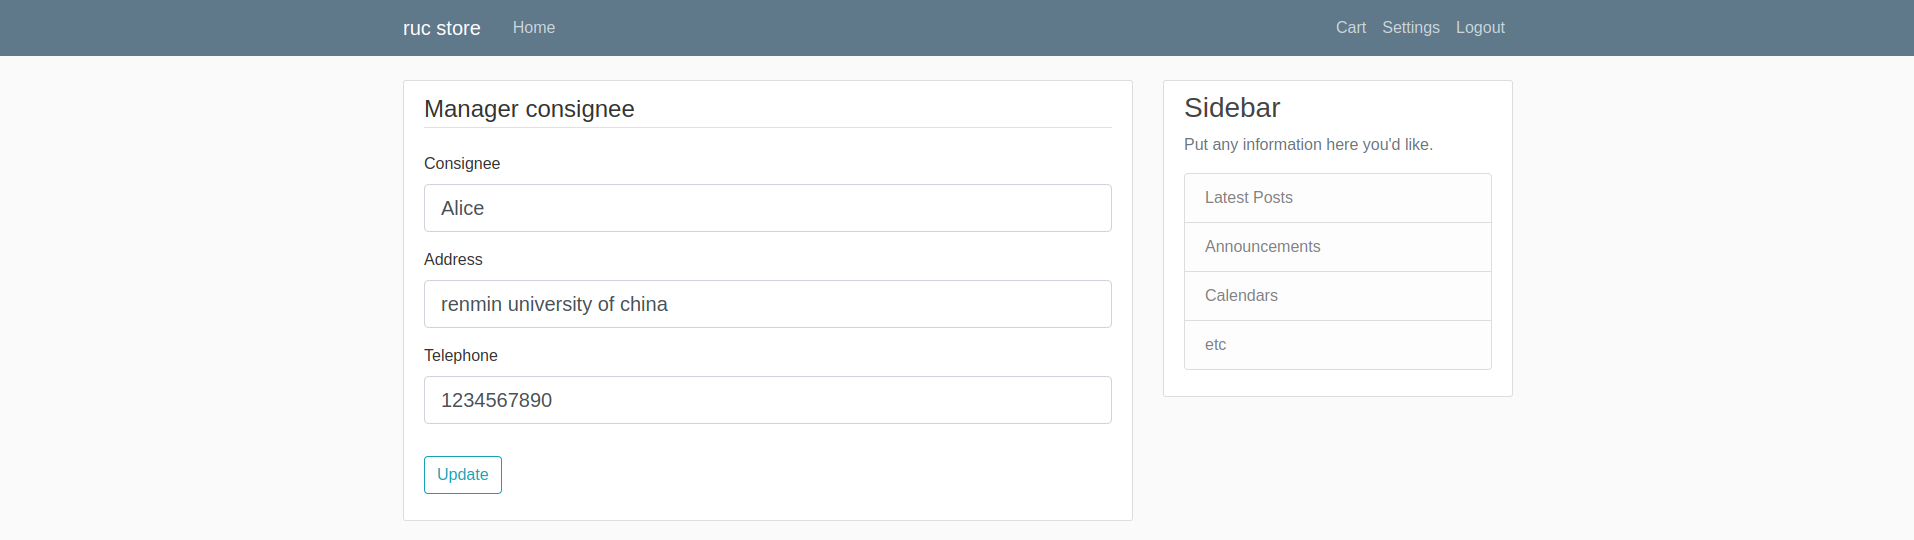 ruc store Home Cart Settings Logout
Manager consignee
Consignee
Alice
Address
renmin university of china
Telephone
1234567890
Update
Sidebar
Put any information here you'd like.
Latest Posts
Announcements
Calendars
etc